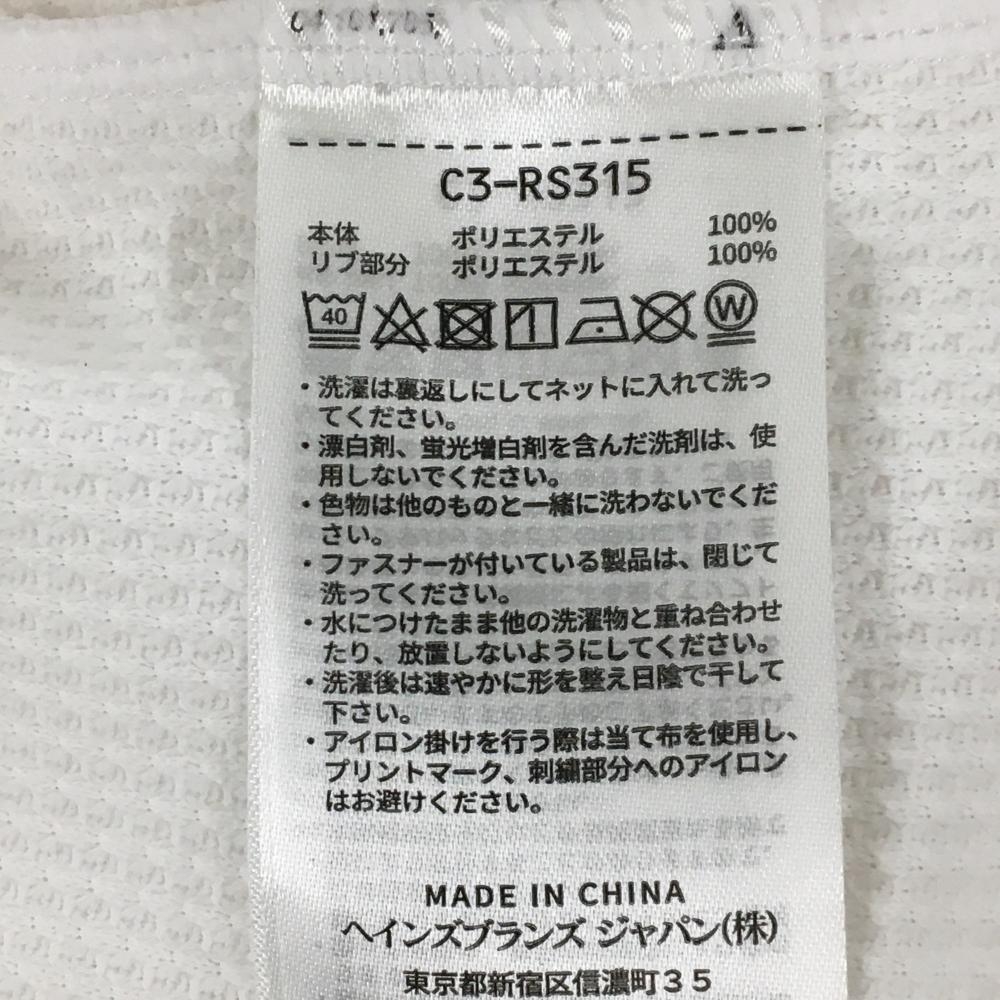 C3-RS315
本体 ポリエステル 100%
リブ部分 ポリエステル 100%
40 W
・洗濯は裏返しにしてネットに入れて洗っ
てください。
・漂白剤、蛍光増白剤を含んだ洗剤は、使
用しないでください。
・色物は他のものと一緒に洗わないでくだ
さい。
・ファスナーが付いている製品は、閉じて
洗ってください。
・水につけたまま他の洗濯物と重ね合わせ
たり、放置しないようにしてください。
・洗濯後は速やかに形を整え日陰で干して
下さい。
・アイロン掛けを行う際は当て布を使用し、
プリントマーク、刺繍部分へのアイロン
はお避けください。
MADE IN CHINA
ヘインズブランズ ジャパン(株)
東京都新宿区信濃町35